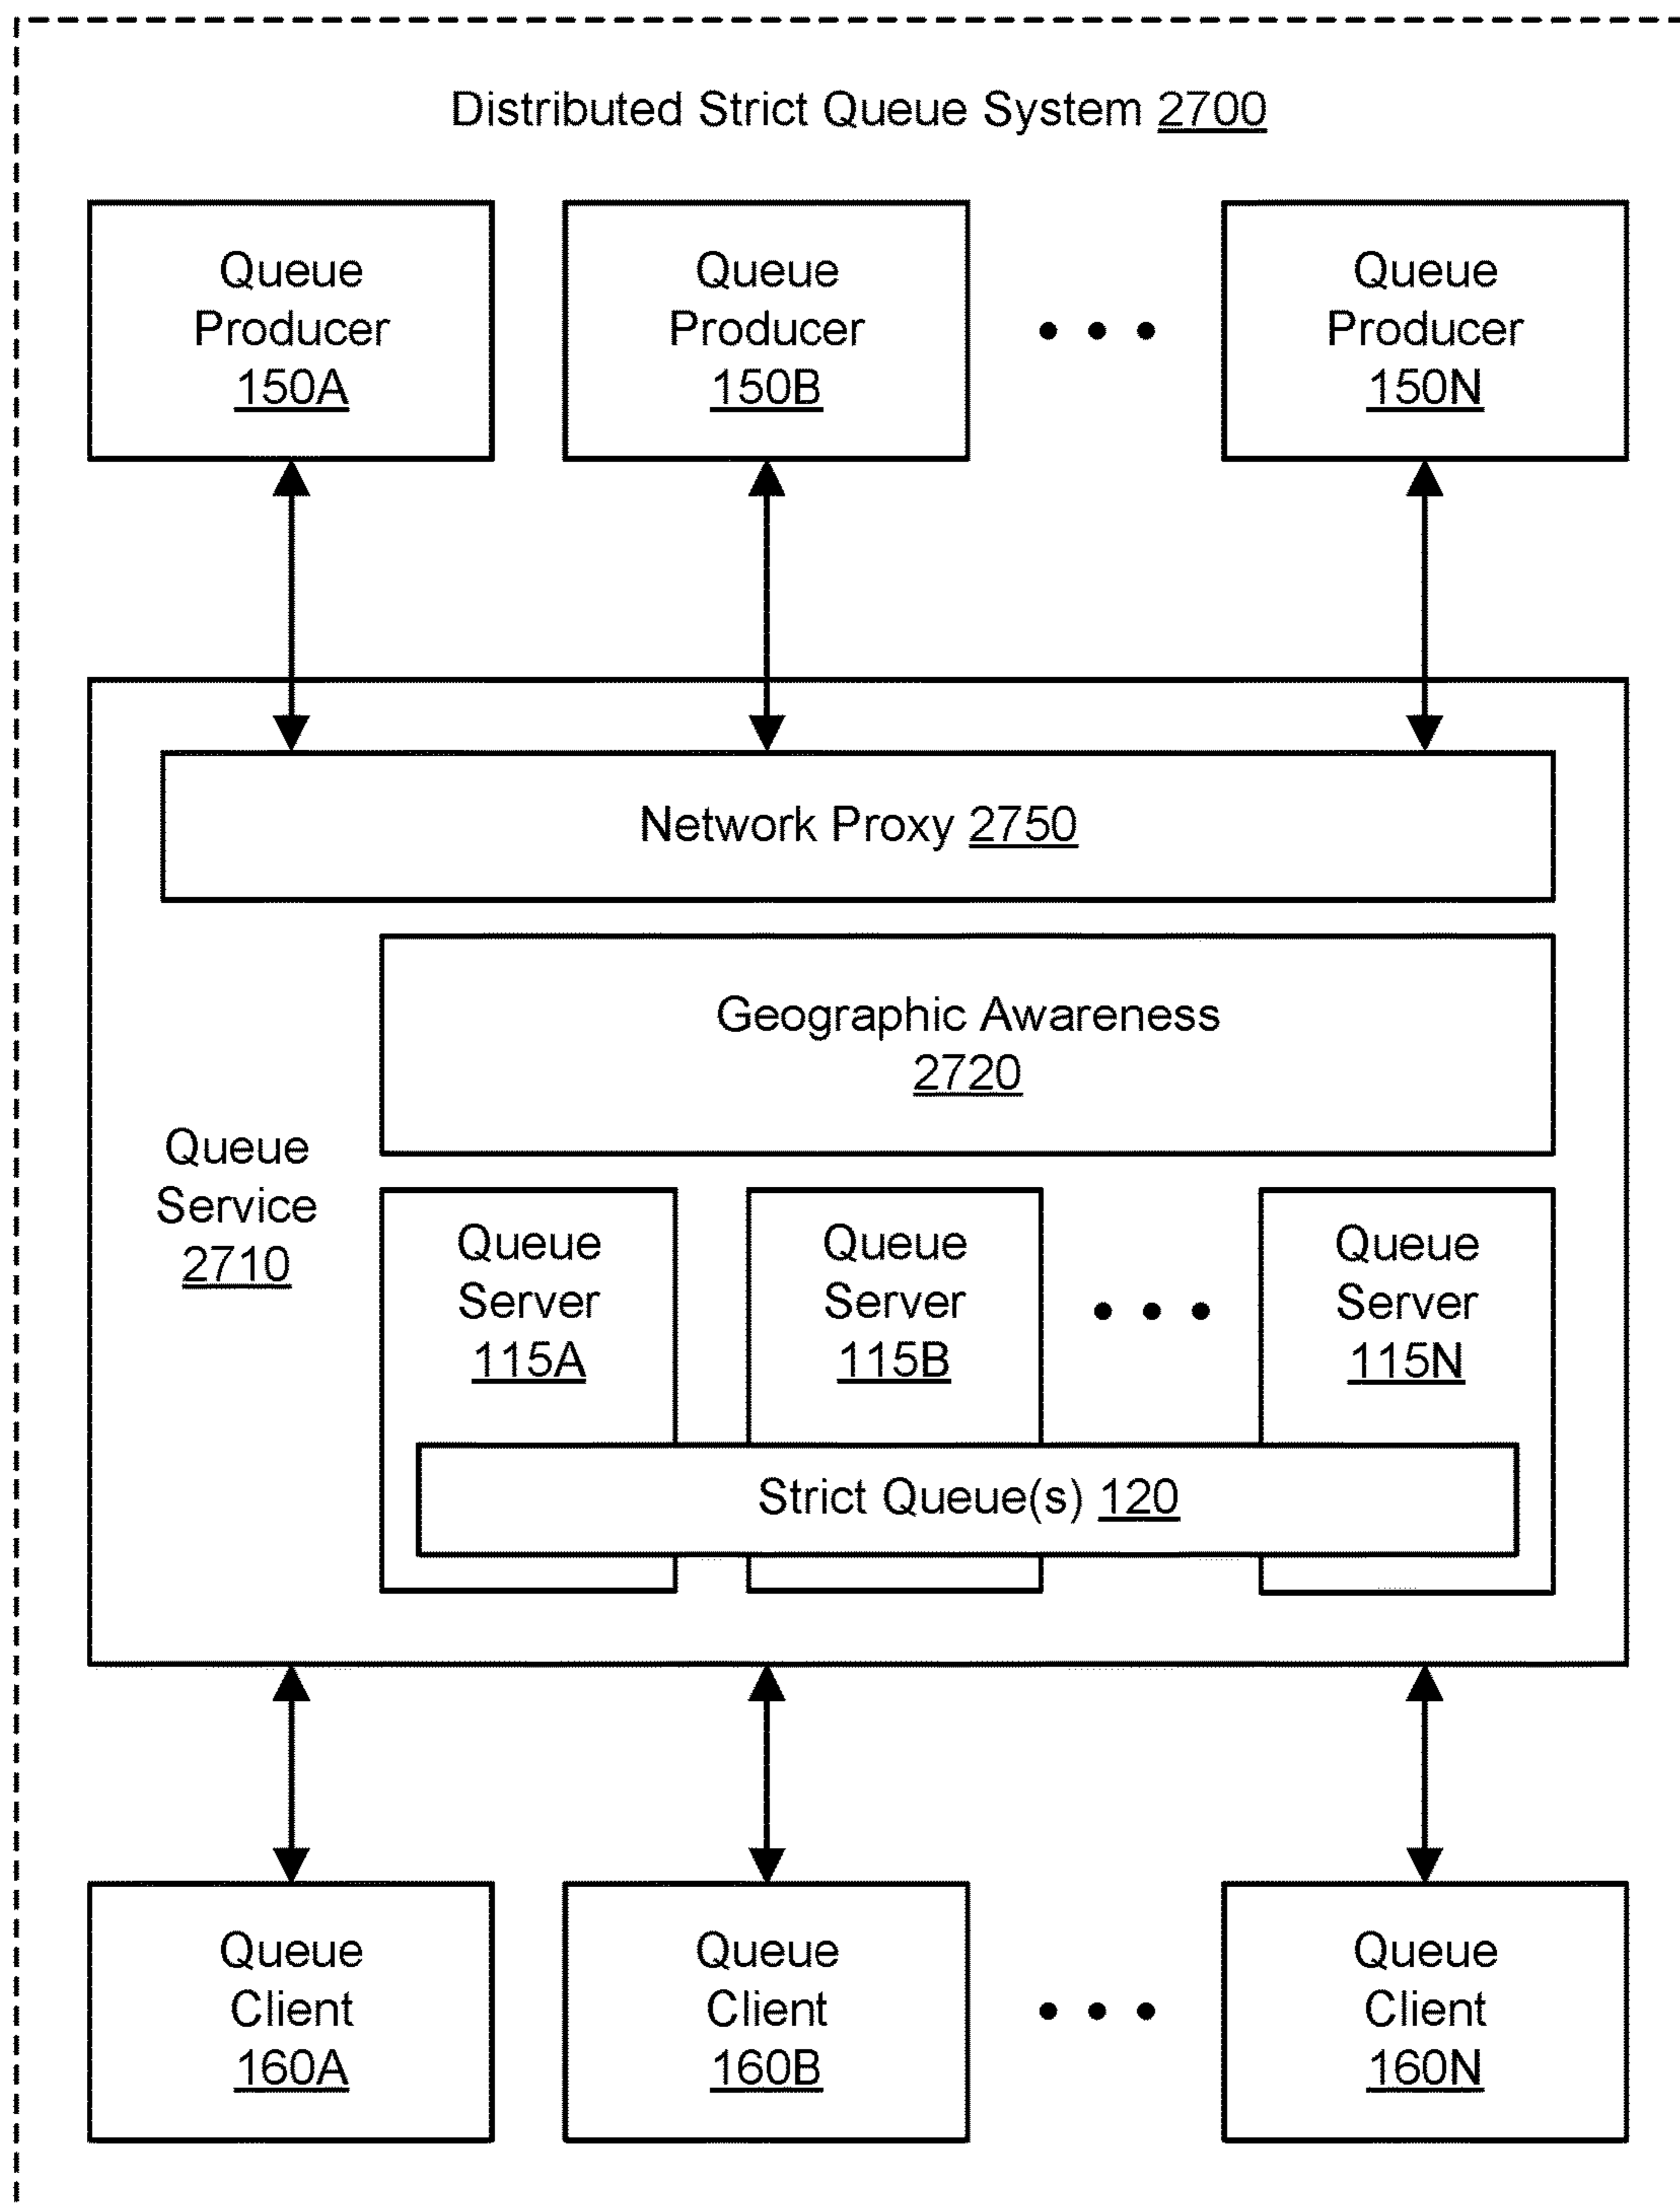 Distributed Strict Queue System 2700
Queue
Producer
150A
Queue
Producer
150B
Queue
Producer
150N
Network Proxy 2750
Geographic Awareness
2720
Queue
Service
2710
Queue
Server
115A
Queue
Server
115B
Queue
Server
115N
Strict Queue(s) 120
Queue
Client
160A
Queue
Client
160B
Queue
Client
160N